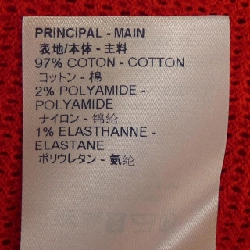 PRINCIPAL - MAIN
表地/本体 - 主料
97% COTON - COTTON
コットン - 棉
2% POLYAMIDE -
POLYAMIDE
ナイロン - 锦纶
1% ELASTHANNE -
ELASTANE
ポリウレタン - 氨纶